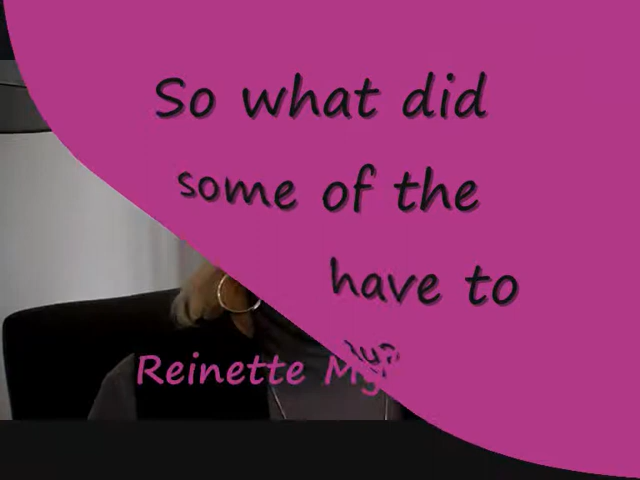 So what did
some of the
have to
Reinette